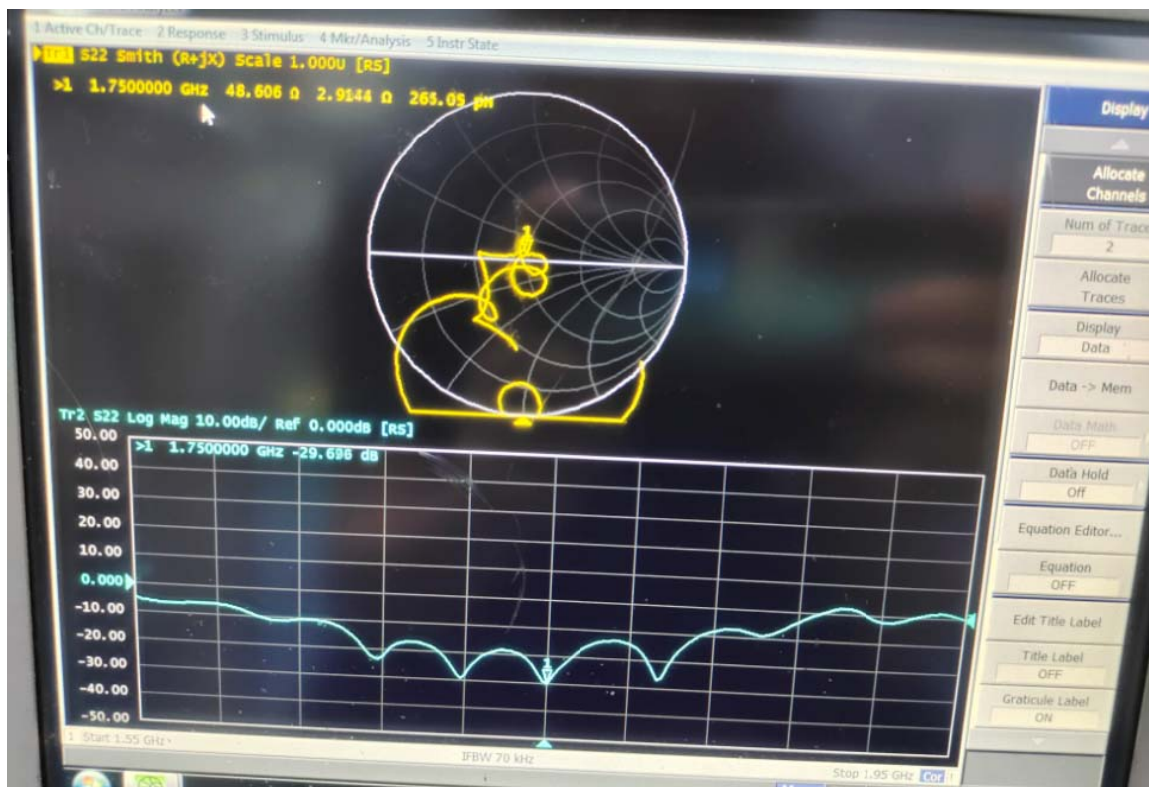 1 Active Ch/Trace 2 Response 3 Stimulus 4 Mkr/Analysis 5 Instr State
Tr1 S22 Smith (R+jX) Scale 1.000U [RS]
>1 1.7500000 GHz 48.606 Ω 2.9144 Ω 265.05 pH
1
Tr2 S22 Log Mag 10.00dB/ Ref 0.000dB [RS]
>1 1.7500000 GHz -29.696 dB
50.00
40.00
30.00
20.00
10.00
0.000
-10.00
-20.00
-30.00
-40.00
-50.00
1
1 Start 1.55 GHz
IFBW 70 kHz
Stop 1.95 GHz Cor
Display
Allocate
Channels
Num of Trace
2
Allocate
Traces
Display
Data
Data -> Mem
Data Math
OFF
Data Hold
Off
Equation Editor...
Equation
OFF
Edit Title Label
Title Label
OFF
Graticule Label
ON